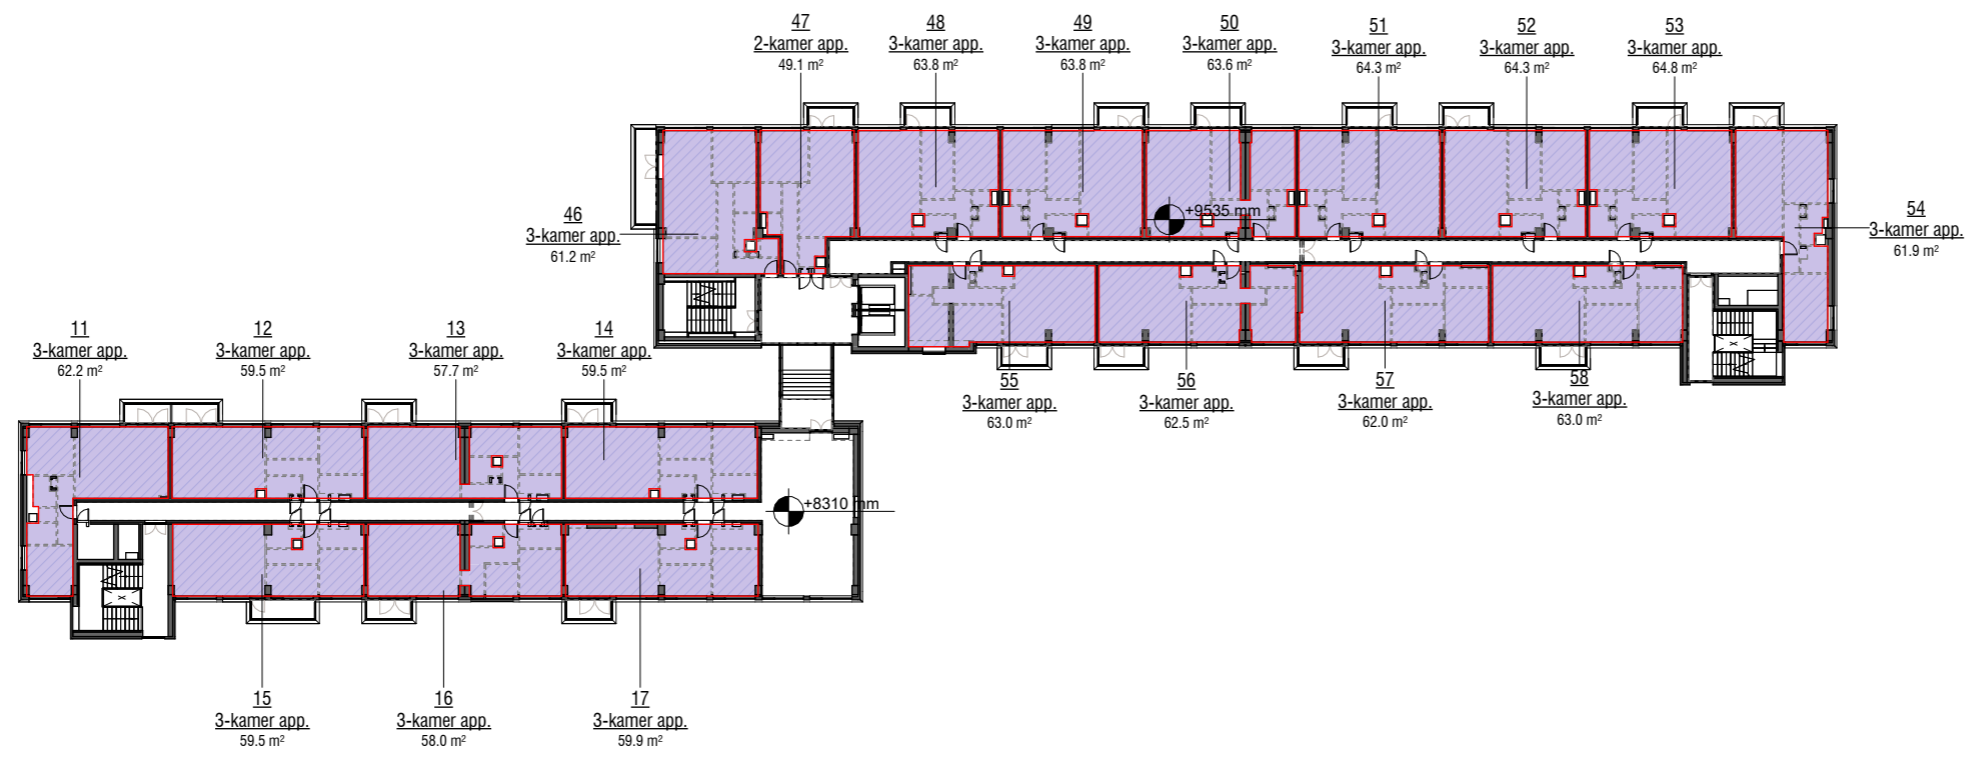 47
2-kamer app.
49.1 m²
48
3-kamer app.
63.8 m²
49
3-kamer app.
63.8 m²
50
3-kamer app.
63.6 m²
51
3-kamer app.
64.3 m²
52
3-kamer app.
64.3 m²
53
3-kamer app.
64.8 m²
46
3-kamer app.
61.2 m²
+9535 mm
54
3-kamer app.
61.9 m²
11
3-kamer app.
62.2 m²
12
3-kamer app.
59.5 m²
13
3-kamer app.
57.7 m²
14
3-kamer app.
59.5 m²
55
3-kamer app.
63.0 m²
56
3-kamer app.
62.5 m²
57
3-kamer app.
62.0 m²
58
3-kamer app.
63.0 m²
+8310 mm
15
3-kamer app.
59.5 m²
16
3-kamer app.
58.0 m²
17
3-kamer app.
59.9 m²